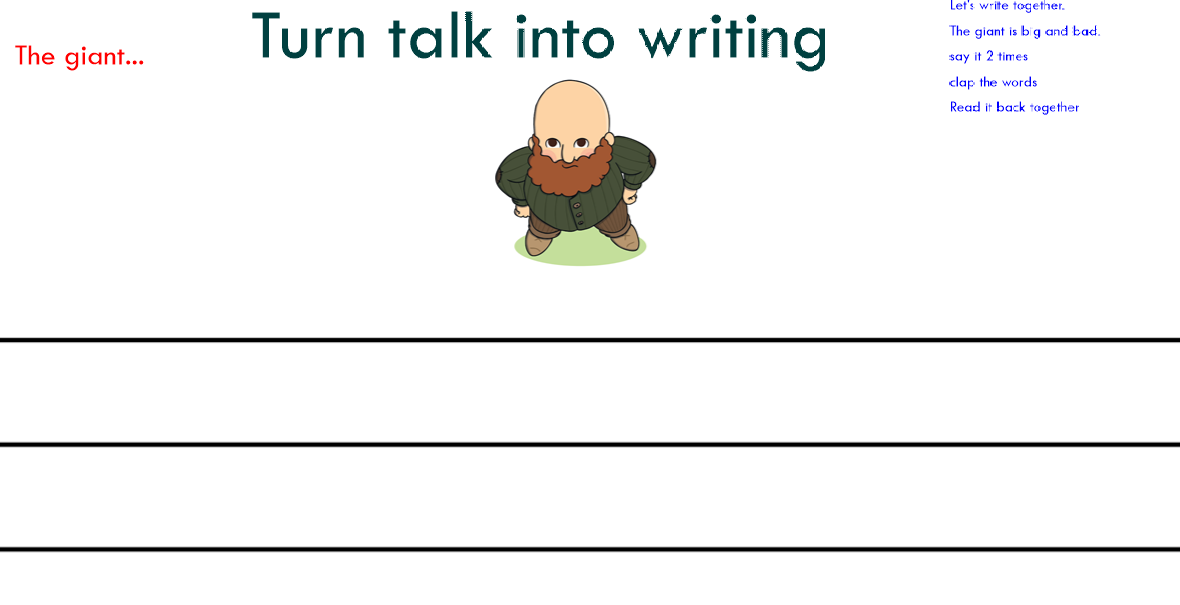 Turn talk into writing
The giant...
Let's write together.
The giant is big and bad.
say it 2 times
clap the words
Read it back together